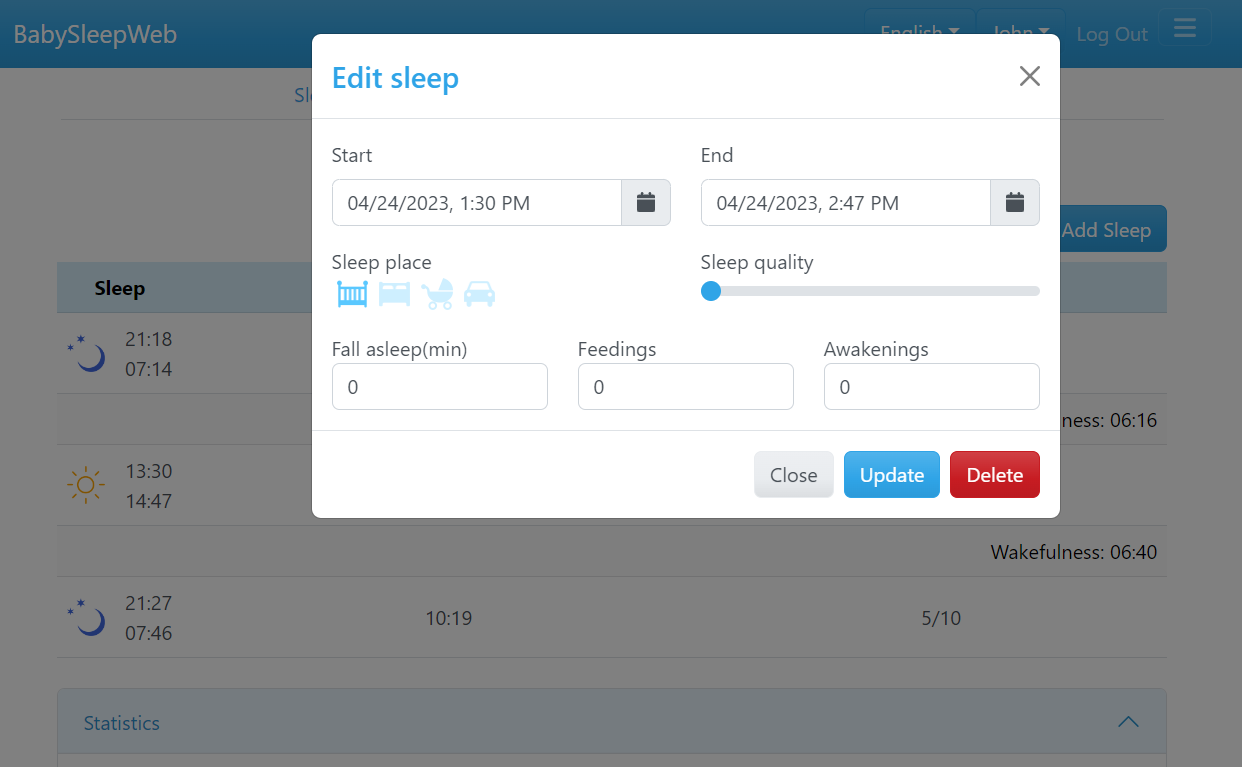 BabySleepWeb
English
John
Log Out
Edit sleep
Start
End
04/24/2023, 1:30 PM
04/24/2023, 2:47 PM
Add Sleep
Sleep place
Sleep quality
Sleep
21:18
07:14
Fall asleep(min)
Feedings
Awakenings
0
0
0
ness: 06:16
13:30
14:47
Close
Update
Delete
Wakefulness: 06:40
21:27
07:46
10:19
5/10
Statistics